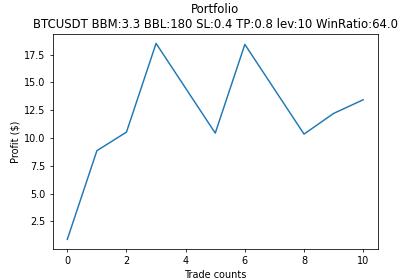 Portfolio
BTCUSDT BBM:3.3 BBL:180 SL:0.4 TP:0.8 lev:10 WinRatio:64.0
17.5
15.0
12.5
10.0
7.5
5.0
2.5
Profit ($)
0 2 4 6 8 10
Trade counts